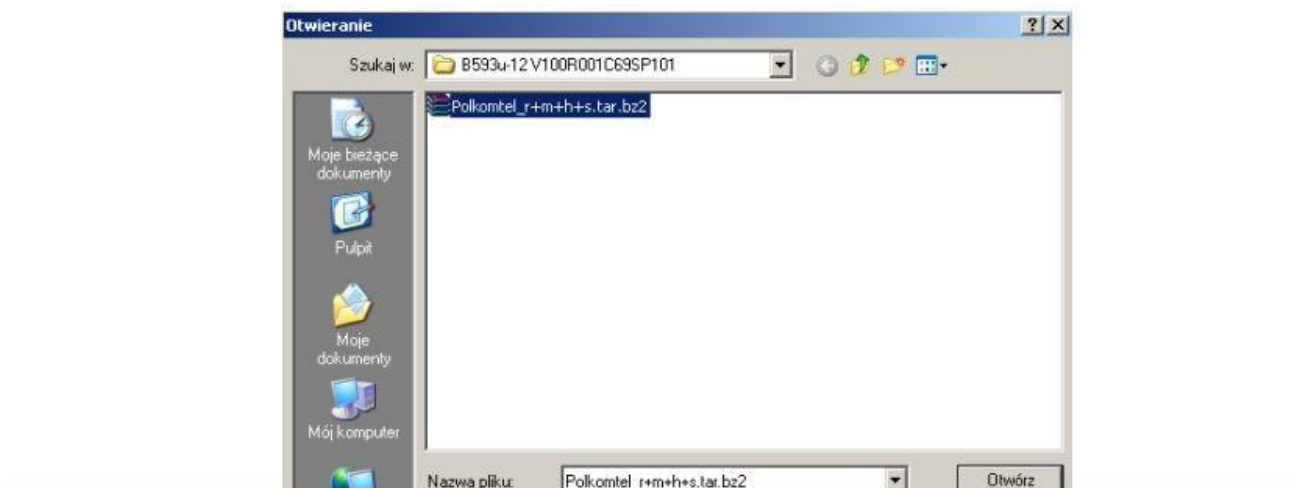 Otwieranie
Szukaj w: B593u-12 V100R001C69SP101
Polkomtel_r+m+h+s.tar.bz2
Moje bieżące
dokumenty
Pulpit
Moje
dokumenty
Mój komputer
Nazwa pliku: Polkomtel_r+m+h+s.tar.bz2 Otwórz